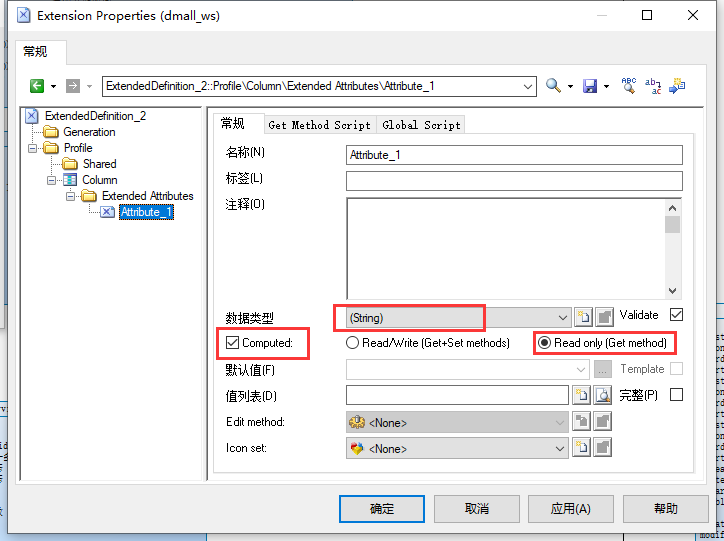 Extension Properties (dmall_ws)
常规
ExtendedDefinition_2::Profile\Column\Extended Attributes\Attribute_1
ExtendedDefinition_2
Generation
Profile
Shared
Column
Extended Attributes
Attribute_1
常规 Get Method Script Global Script
名称(N) Attribute_1
标签(L)
注释(O)
数据类型 (String) Validate
Computed: Read/Write (Get+Set methods) Read only (Get method)
默认值(F) ... Template
值列表(D) 完整(P)
Edit method: <None>
Icon set: <None>
确定 取消 应用(A) 帮助